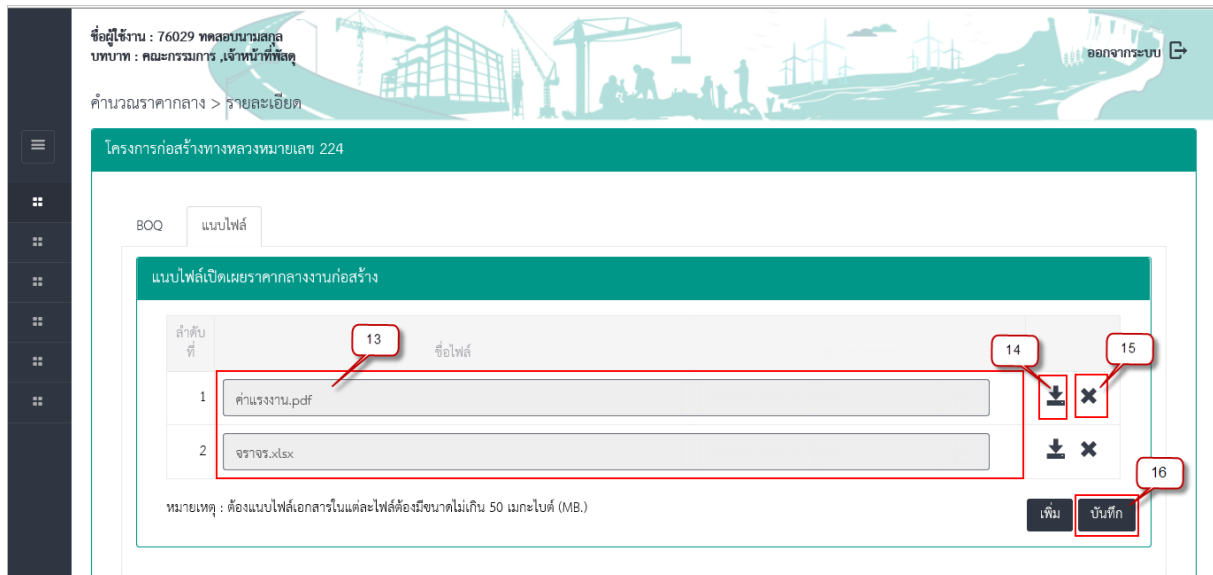 ชื่อผู้ใช้งาน : 76029 ทดสอบนามสกุล
บทบาท : คณะกรรมการ ,เจ้าหน้าที่พัสดุ
ออกจากระบบ
คำนวณราคากลาง > รายละเอียด
โครงการก่อสร้างทางหลวงหมายเลข 224
BOQ แนบไฟล์
แนบไฟล์เปิดเผยราคากลางงานก่อสร้าง
ลำดับ
ที่
ชื่อไฟล์
13
14
15
1 ค่าแรงงาน.pdf
2 จราจร.xlsx
16
หมายเหตุ : ต้องแนบไฟล์เอกสารในแต่ละไฟล์ต้องมีขนาดไม่เกิน 50 เมกะไบต์ (MB.)
เพิ่ม บันทึก